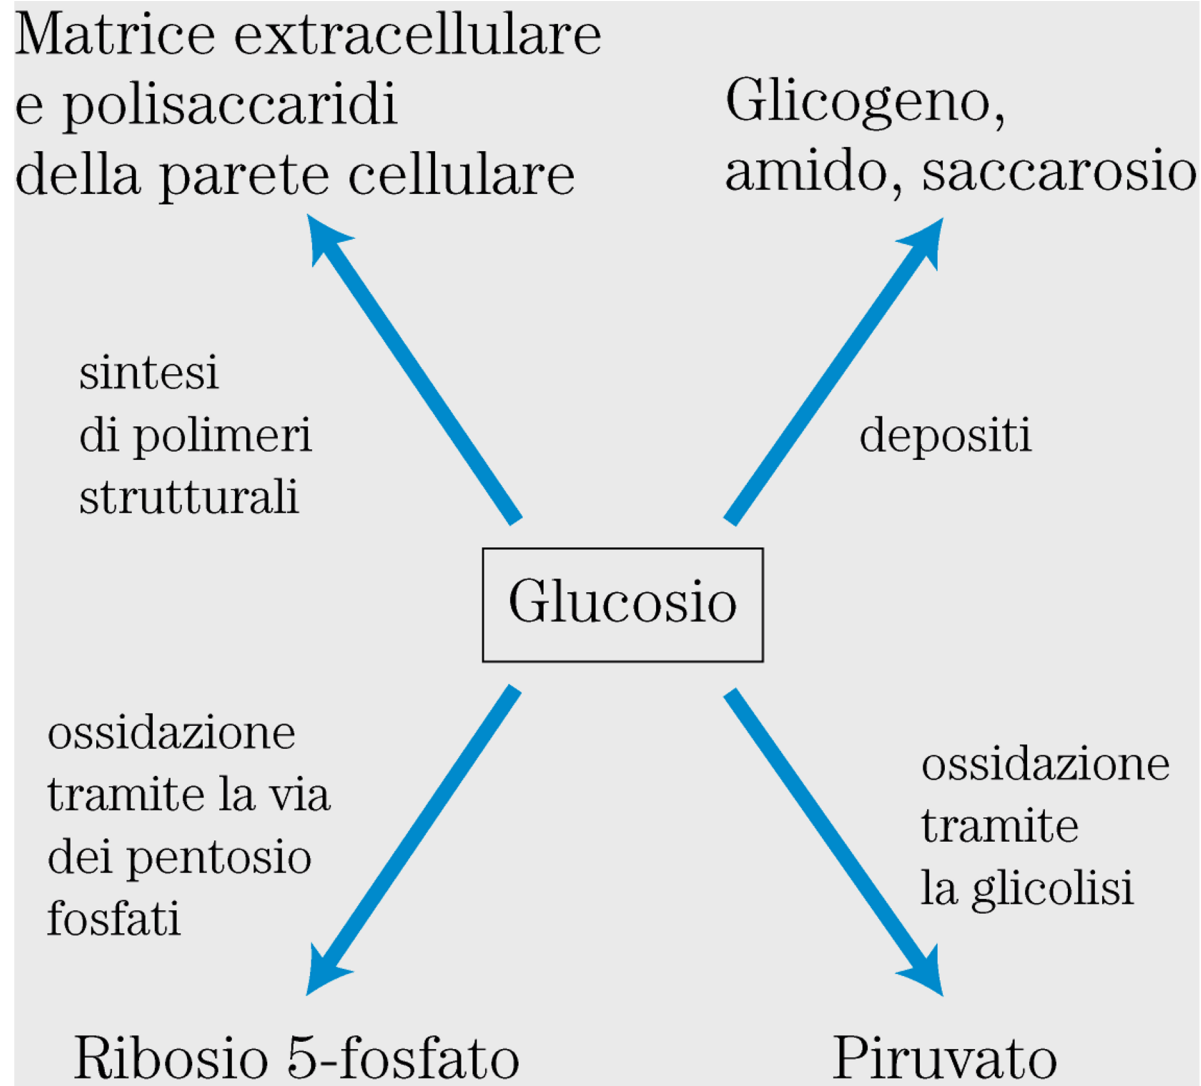 Matrice extracellulare
e polisaccaridi
della parete cellulare
Glicogeno,
amido, saccarosio
sintesi
di polimeri
strutturali
depositi
Glucosio
ossidazione
tramite la via
dei pentosio
fosfati
ossidazione
tramite
la glicolisi
Ribosio 5-fosfato
Piruvato